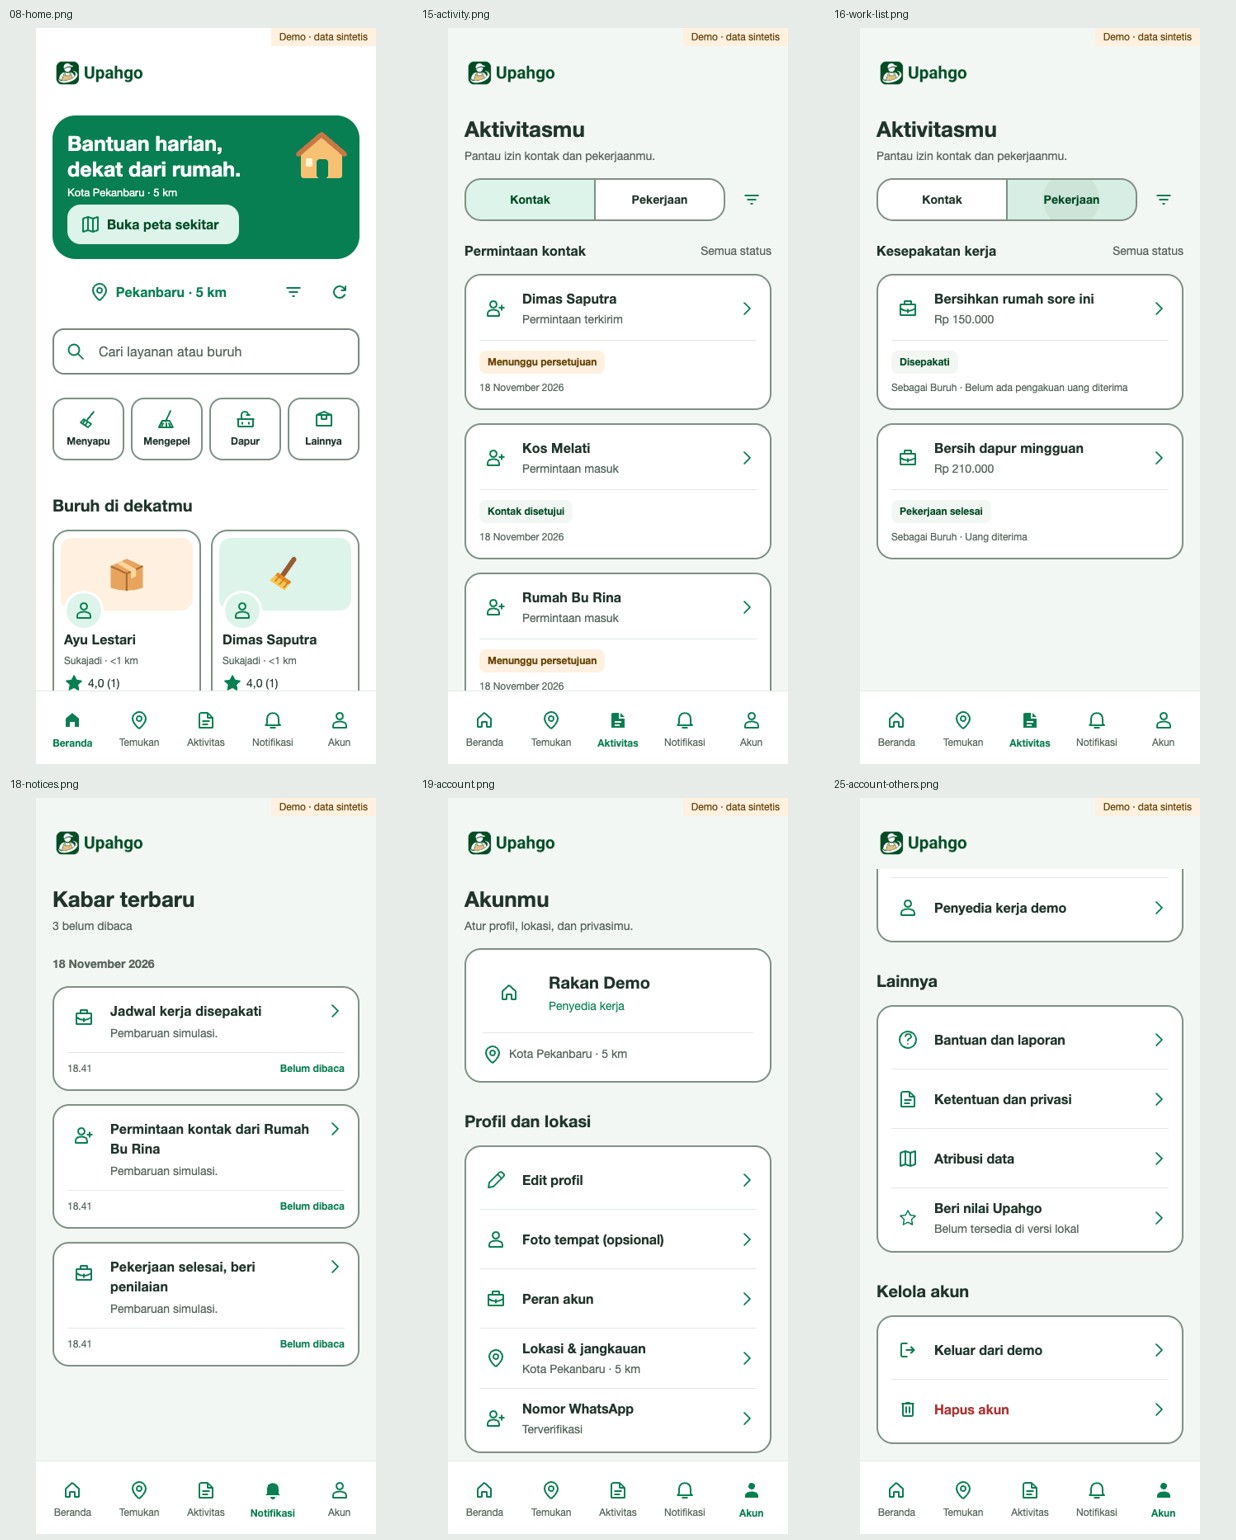 08-home.png
Demo · data sintetis
Upahgo
Bantuan harian,
dekat dari rumah.
Kota Pekanbaru · 5 km
Buka peta sekitar
Pekanbaru · 5 km
Cari layanan atau buruh
Menyapu
Mengepel
Dapur
Lainnya
Buruh di dekatmu
Ayu Lestari
Sukajadi · <1 km
4,0 (1)
Dimas Saputra
Sukajadi · <1 km
4,0 (1)
Beranda
Temukan
Aktivitas
Notifikasi
Akun
15-activity.png
Demo · data sintetis
Upahgo
Aktivitasmu
Pantau izin kontak dan pekerjaanmu.
Kontak
Pekerjaan
Permintaan kontak
Semua status
Dimas Saputra
Permintaan terkirim
Menunggu persetujuan
18 November 2026
Kos Melati
Permintaan masuk
Kontak disetujui
18 November 2026
Rumah Bu Rina
Permintaan masuk
Menunggu persetujuan
18 November 2026
Beranda
Temukan
Aktivitas
Notifikasi
Akun
16-work-list.png
Demo · data sintetis
Upahgo
Aktivitasmu
Pantau izin kontak dan pekerjaanmu.
Kontak
Pekerjaan
Kesepakatan kerja
Semua status
Bersihkan rumah sore ini
Rp 150.000
Disepakati
Sebagai Buruh · Belum ada pengakuan uang diterima
Bersih dapur mingguan
Rp 210.000
Pekerjaan selesai
Sebagai Buruh · Uang diterima
Beranda
Temukan
Aktivitas
Notifikasi
Akun
18-notices.png
Demo · data sintetis
Upahgo
Kabar terbaru
3 belum dibaca
18 November 2026
Jadwal kerja disepakati
Pembaruan simulasi.
18.41
Belum dibaca
Permintaan kontak dari Rumah
Bu Rina
Pembaruan simulasi.
18.41
Belum dibaca
Pekerjaan selesai, beri
penilaian
Pembaruan simulasi.
18.41
Belum dibaca
Beranda
Temukan
Aktivitas
Notifikasi
Akun
19-account.png
Demo · data sintetis
Upahgo
Akunmu
Atur profil, lokasi, dan privasimu.
Rakan Demo
Penyedia kerja
Kota Pekanbaru · 5 km
Profil dan lokasi
Edit profil
Foto tempat (opsional)
Peran akun
Lokasi & jangkauan
Kota Pekanbaru · 5 km
Nomor WhatsApp
Terverifikasi
Beranda
Temukan
Aktivitas
Notifikasi
Akun
25-account-others.png
Demo · data sintetis
Upahgo
Penyedia kerja demo
Lainnya
Bantuan dan laporan
Ketentuan dan privasi
Atribusi data
Beri nilai Upahgo
Belum tersedia di versi lokal
Kelola akun
Keluar dari demo
Hapus akun
Beranda
Temukan
Aktivitas
Notifikasi
Akun